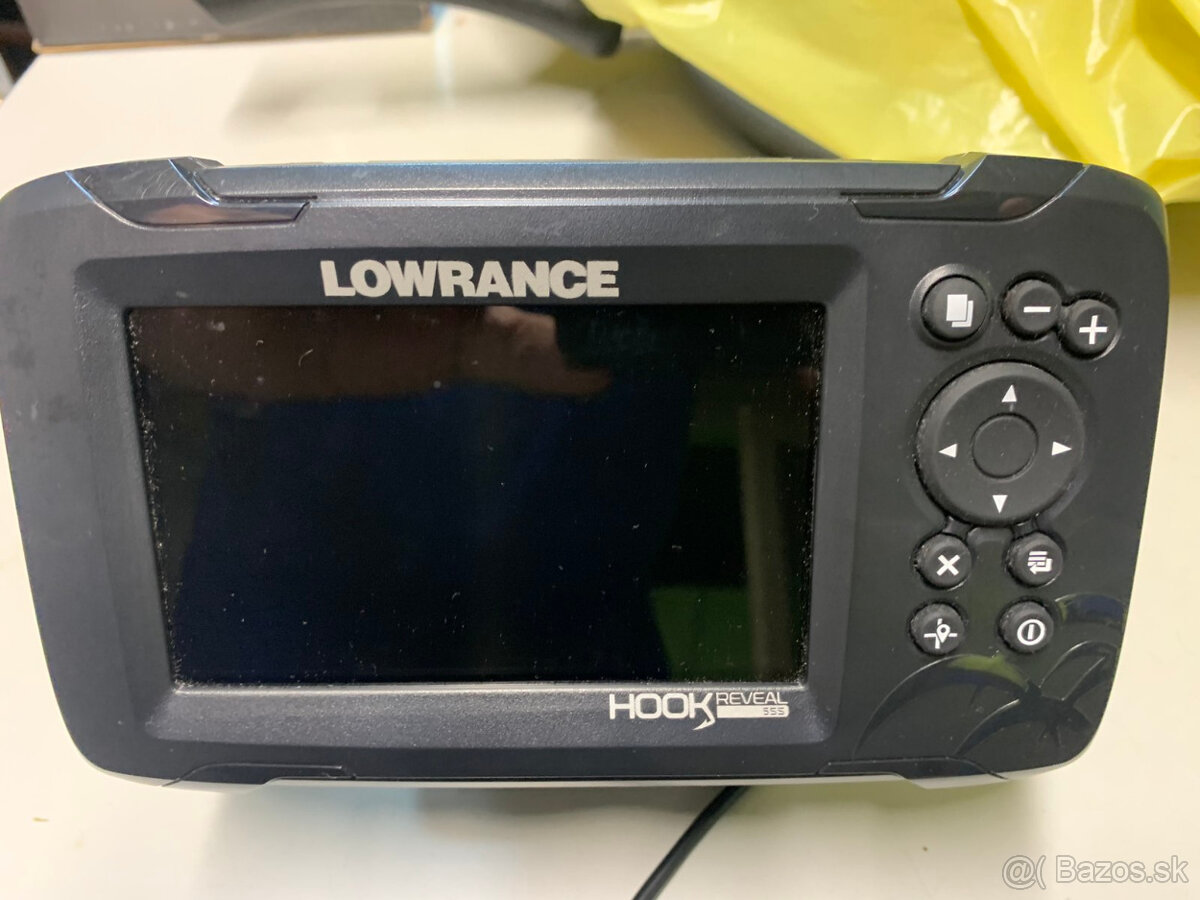 LOWRANCE
HOOK REVEAL
5SS
@( Bazos.sk